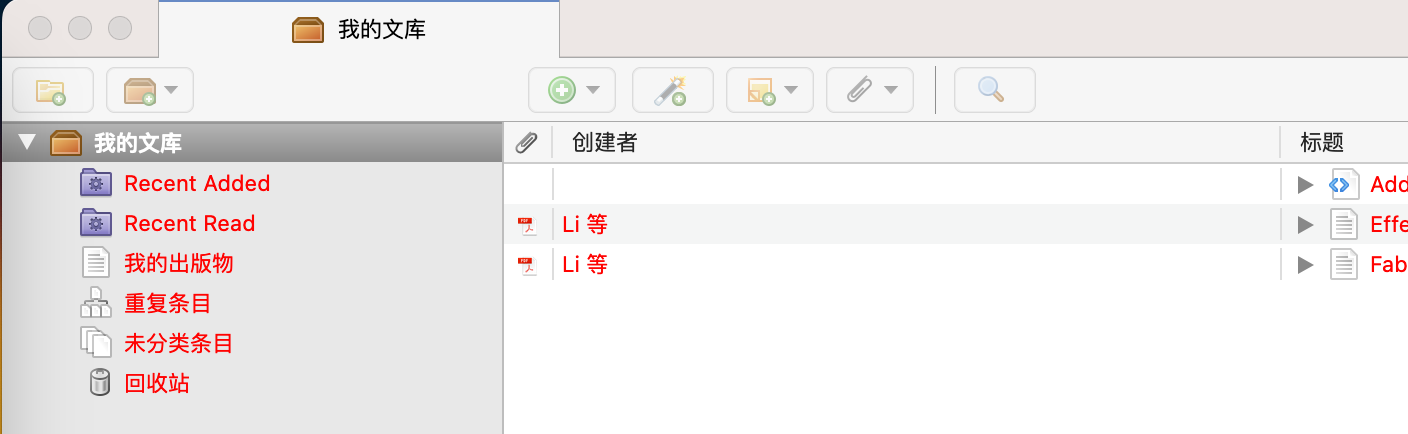 我的文库
我的文库
创建者
标题
Recent Added
Add
Recent Read
Li 等
Effe
我的出版物
Li 等
Fab
重复条目
未分类条目
回收站